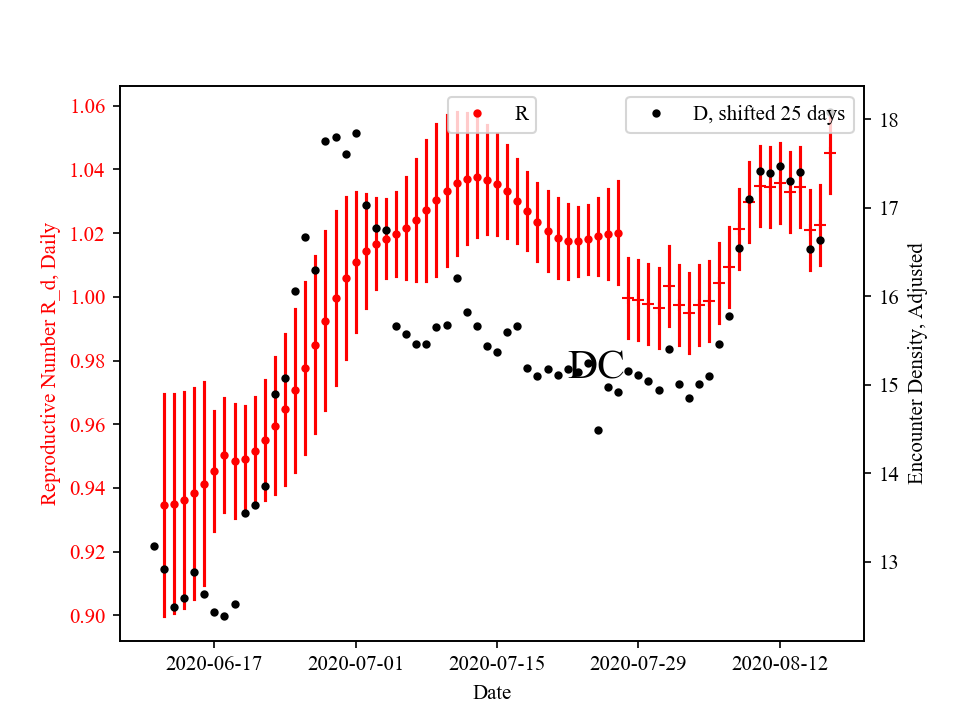 R
D, shifted 25 days
Reproductive Number R_d, Daily
1.06
1.04
1.02
1.00
0.98
0.96
0.94
0.92
0.90
DC
18
17
16
15
14
13
Encounter Density, Adjusted
2020-06-17 2020-07-01 2020-07-15 2020-07-29 2020-08-12
Date